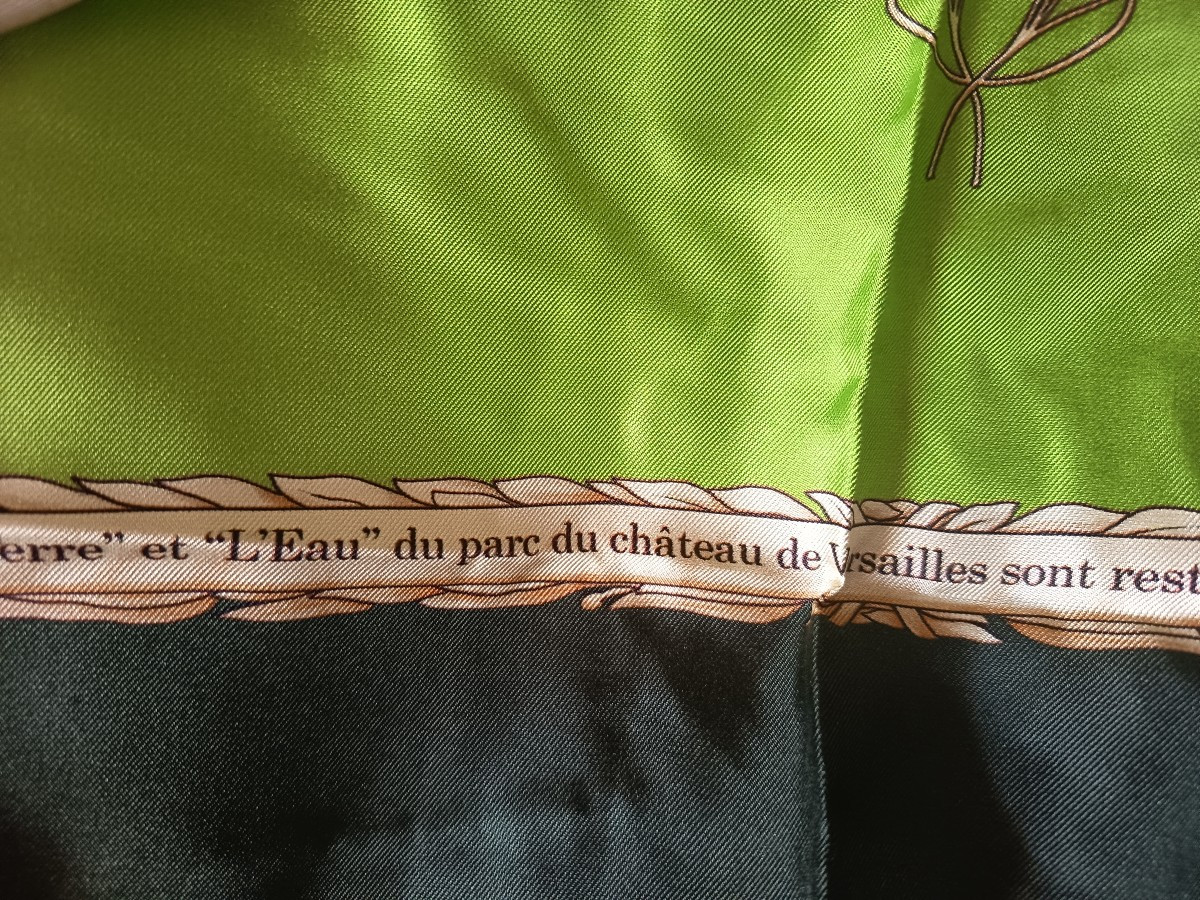 erre” et “L’Eau” du parc du château de Versailles sont rest